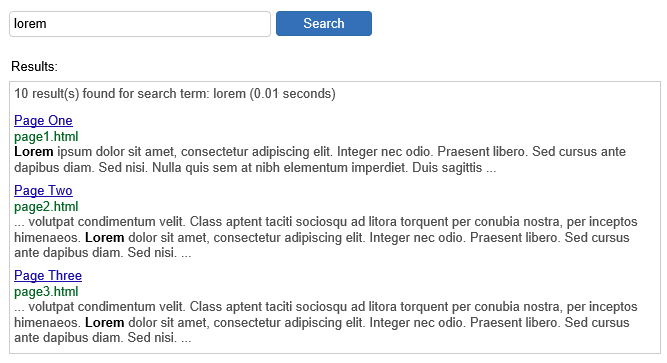 lorem Search
Results:
10 result(s) found for search term: lorem (0.01 seconds)
Page One
page1.html
Lorem ipsum dolor sit amet, consectetur adipiscing elit. Integer nec odio. Praesent libero. Sed cursus ante
dapibus diam. Sed nisi. Nulla quis sem at nibh elementum imperdiet. Duis sagittis ...
Page Two
page2.html
... volutpat condimentum velit. Class aptent taciti sociosqu ad litora torquent per conubia nostra, per inceptos
himenaeos. Lorem dolor sit amet, consectetur adipiscing elit. Integer nec odio. Praesent libero. Sed cursus
ante dapibus diam. Sed nisi. ...
Page Three
page3.html
... volutpat condimentum velit. Class aptent taciti sociosqu ad litora torquent per conubia nostra, per inceptos
himenaeos. Lorem dolor sit amet, consectetur adipiscing elit. Integer nec odio. Praesent libero. Sed cursus
ante dapibus diam. Sed nisi. ...